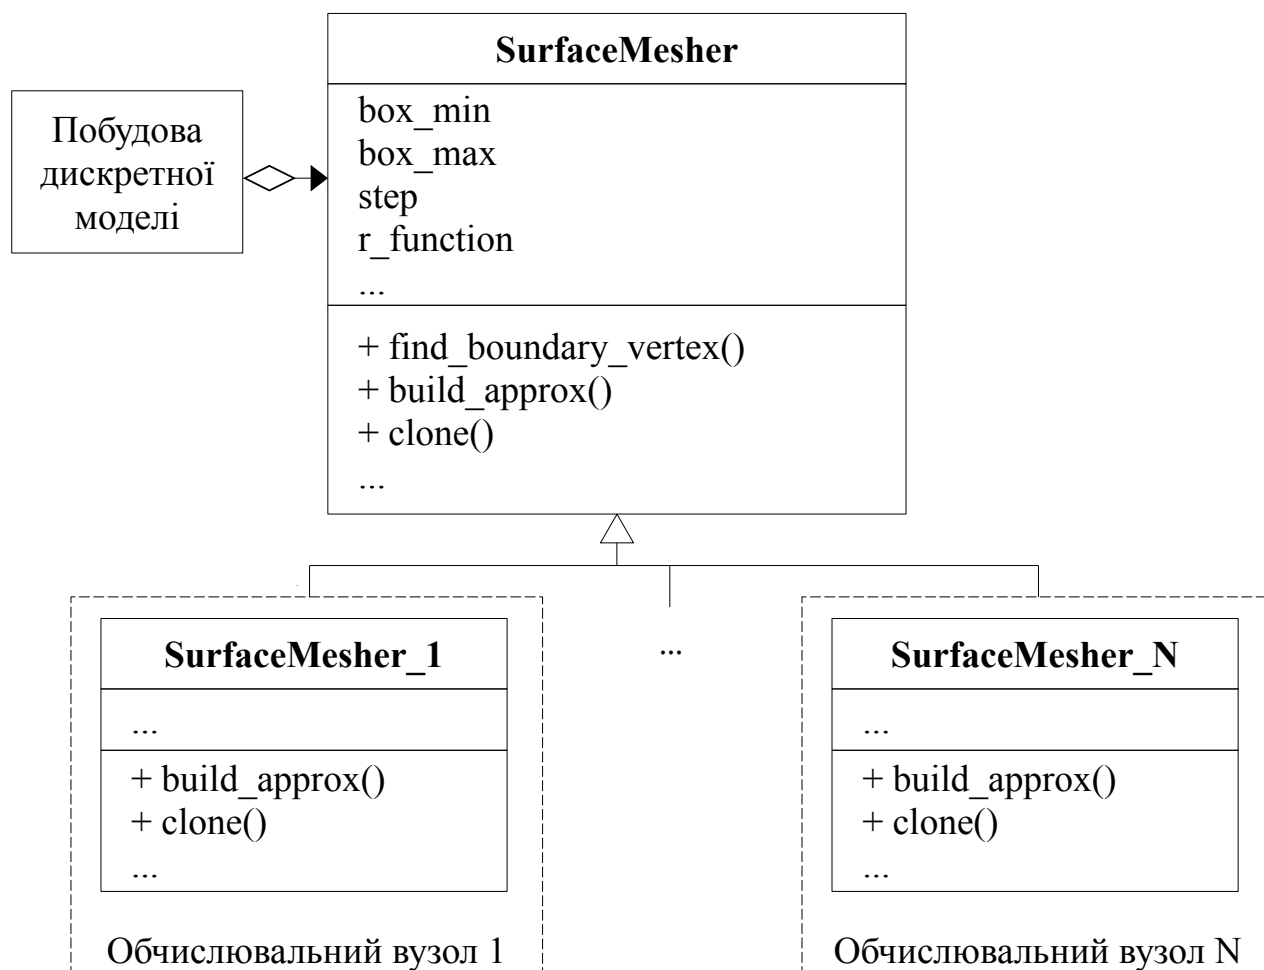 SurfaceMesher
box_min
box_max
step
r_function
...
+ find_boundary_vertex()
+ build_approx()
+ clone()
...
Побудова
дискретної
моделі
SurfaceMesher_1
...
+ build_approx()
+ clone()
...
Обчислювальний вузол 1
...
SurfaceMesher_N
...
+ build_approx()
+ clone()
...
Обчислювальний вузол N